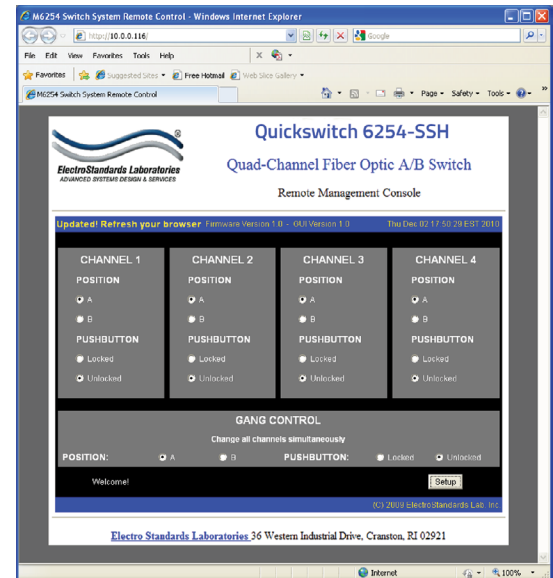 M6254 Switch System Remote Control - Windows Internet Explorer
http://10.0.0.116/
Google
File Edit View Favorites Tools Help
X
Favorites Suggested Sites Free Hotmail Web Slice Gallery
M6254 Switch System Remote Control
Page Safety Tools
Quickswitch 6254-SSH
ElectroStandards Laboratories
ADVANCED SYSTEMS DESIGN & SERVICES
Quad-Channel Fiber Optic A/B Switch
Remote Management Console
Updated! Refresh your browser Firmware Version 1.0 - GUI Version 1.0 Thu Dec 02 17:50:29 EST 2010
CHANNEL 1 CHANNEL 2 CHANNEL 3 CHANNEL 4
POSITION POSITION POSITION POSITION
A A A A
B B B B
PUSHBUTTON PUSHBUTTON PUSHBUTTON PUSHBUTTON
Locked Locked Locked Locked
Unlocked Unlocked Unlocked Unlocked
GANG CONTROL
Change all channels simultaneously
POSITION: A B PUSHBUTTON: Locked Unlocked
Welcome! Setup
(C) 2009 ElectroStandards Lab, Inc.
Electro Standards Laboratories 36 Western Industrial Drive, Cranston, RI 02921
Internet 100%